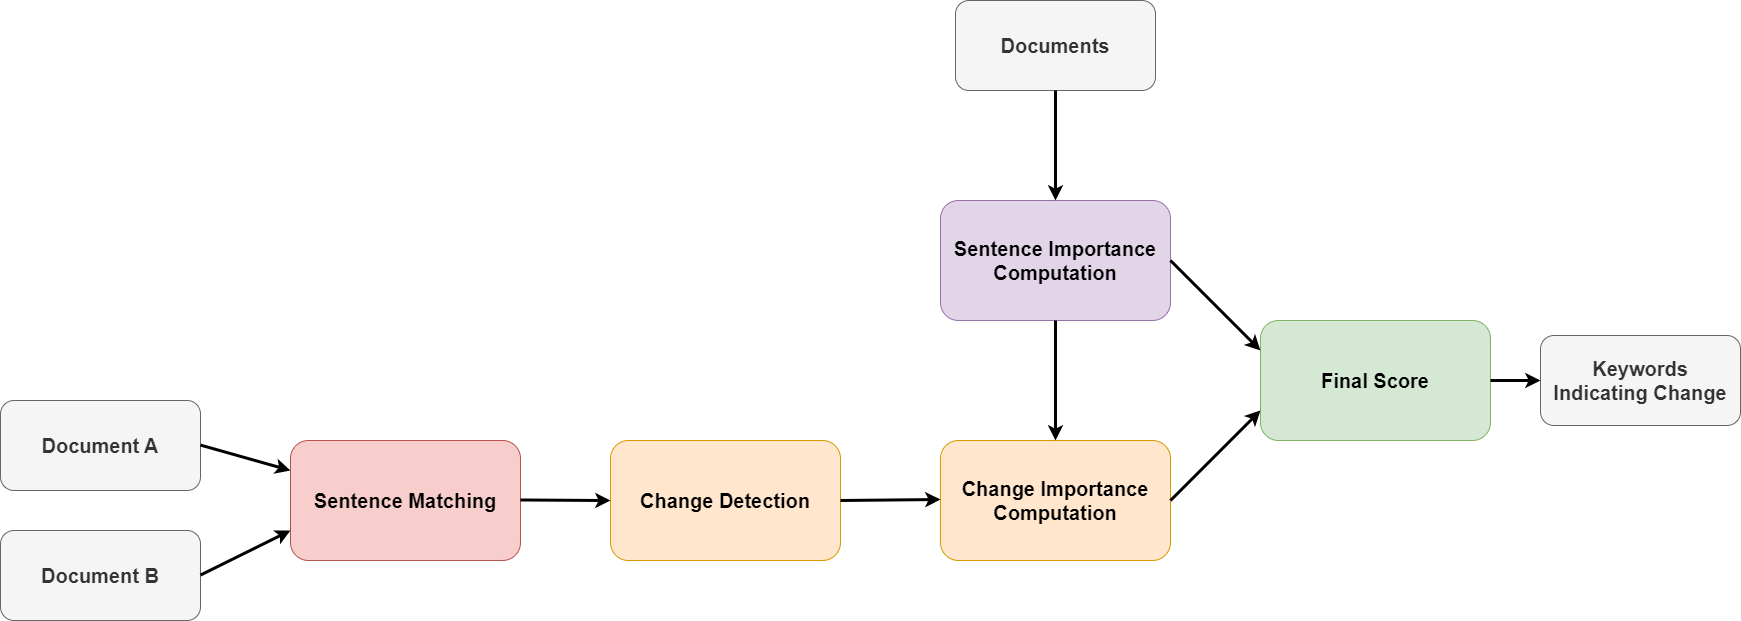 Documents
Sentence Importance
Computation
Final Score
Keywords
Indicating Change
Document A
Document B
Sentence Matching
Change Detection
Change Importance
Computation